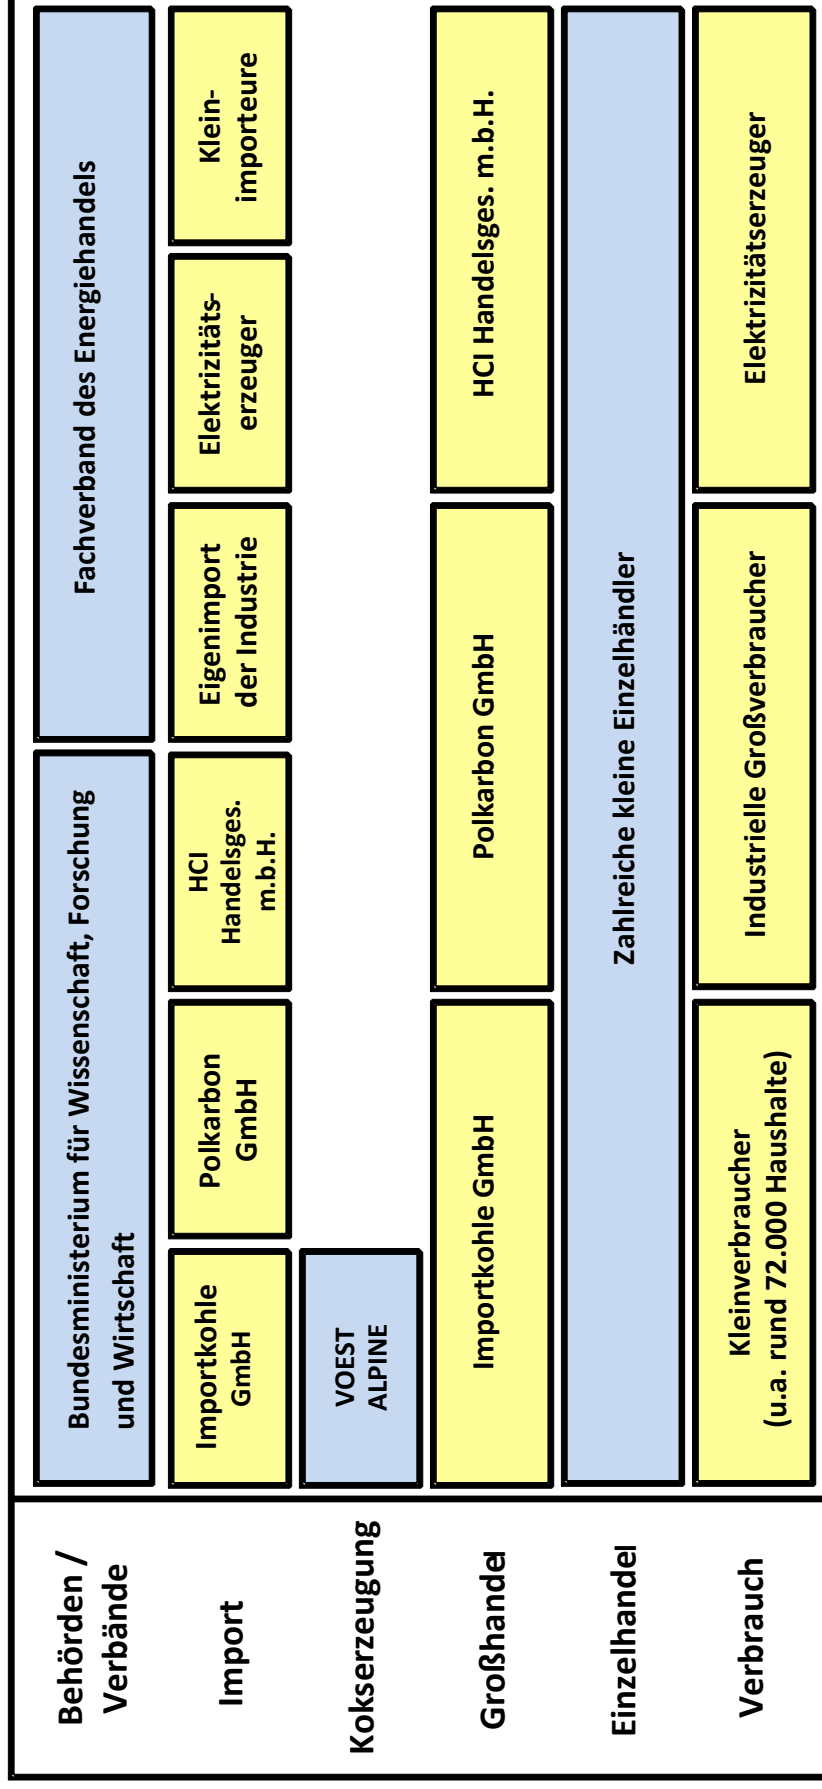 Behörden /
Verbände
Bundesministerium für Wissenschaft, Forschung
und Wirtschaft
Fachverband des Energiehandels
Import
Importkohle
GmbH
Polkarbon
GmbH
HCI
Handelsges.
m.b.H.
Eigenimport
der Industrie
Elektrizitäts-
erzeuger
Klein-
importeure
Kokserzeugung
VOEST
ALPINE
Großhandel
Importkohle GmbH
Polkarbon GmbH
HCI Handelsges. m.b.H.
Einzelhandel
Zahlreiche kleine Einzelhändler
Verbrauch
Kleinverbraucher
(u.a. rund 72.000 Haushalte)
Industrielle Großverbraucher
Elektrizitätserzeuger